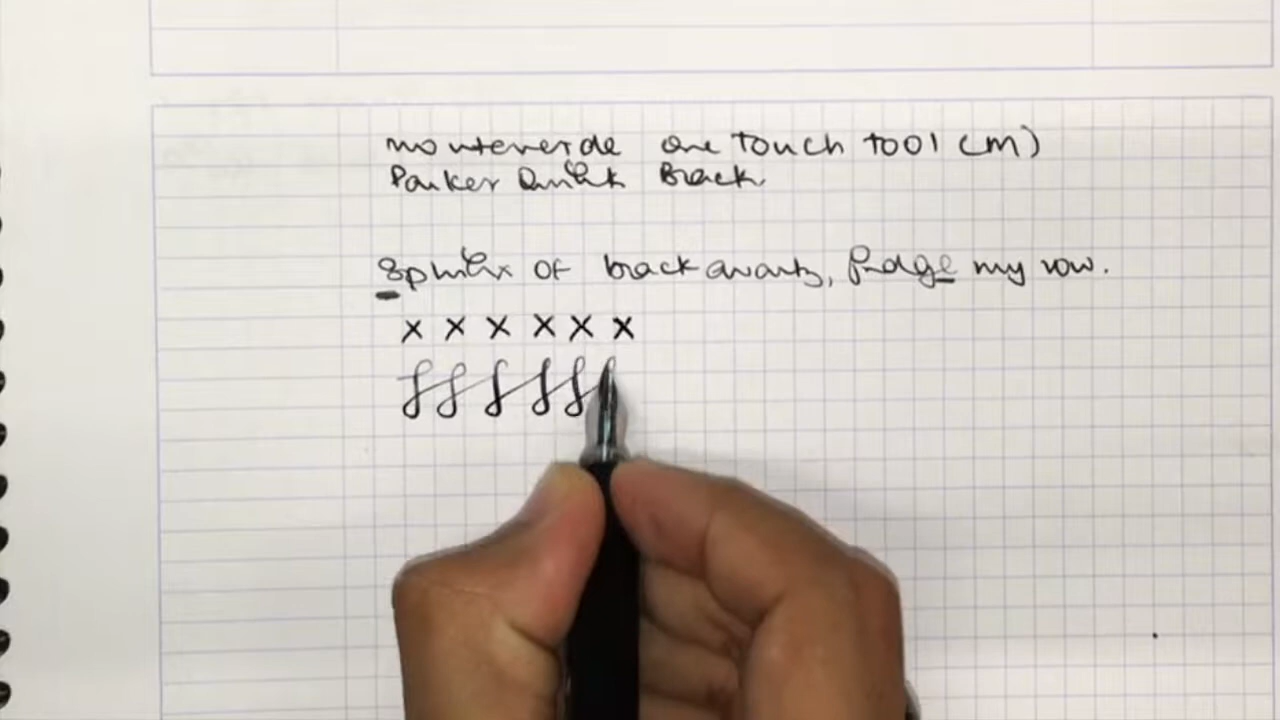 monteverde one Touch tool (m)
Parker Quink Black
Sphinx of black quartz, judge my vow.
x x x x x x
f f f f f f